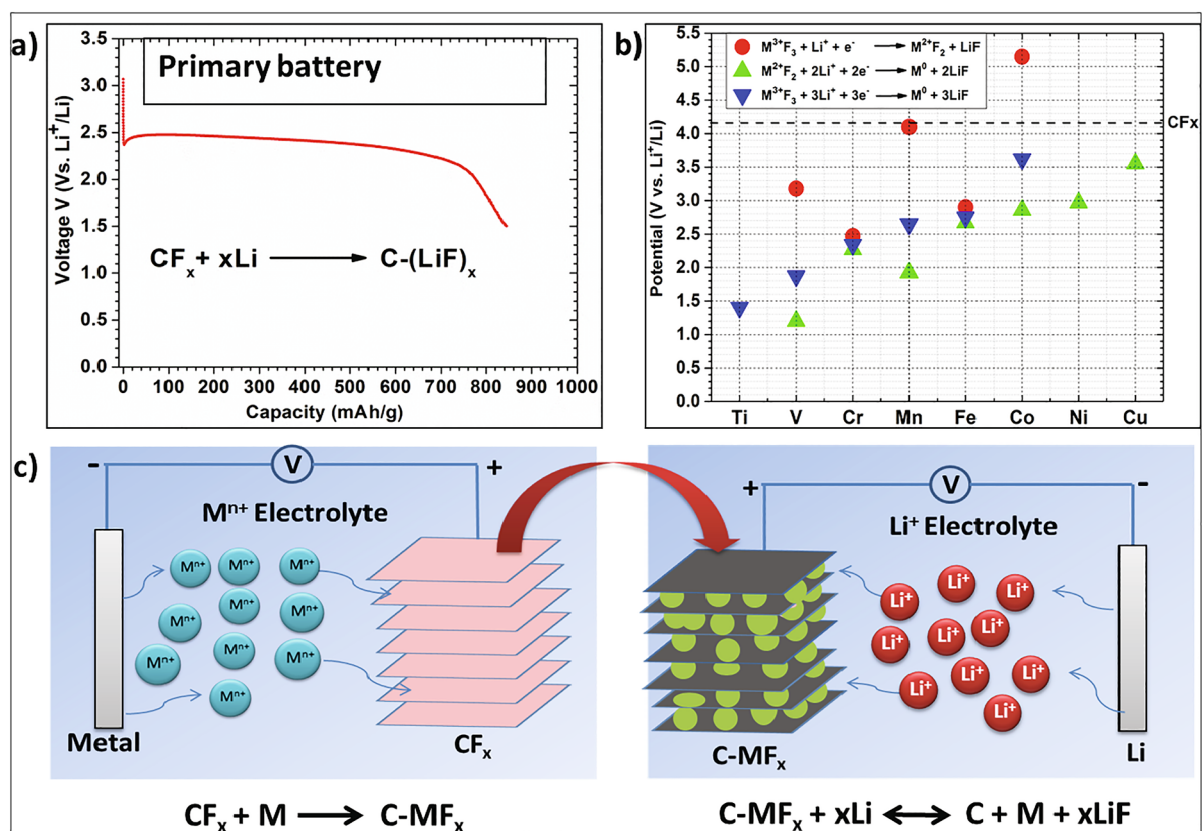 a)
Primary battery
3.5
3.0
2.5
2.0
1.5
1.0
0.5
0.0
Voltage V (Vs. Li⁺/Li)
CFₓ + xLi ⟶ C-(LiF)ₓ
0 100 200 300 400 500 600 700 800 900 1000
Capacity (mAh/g)
b)
M³⁺F₃ + Li⁺ + e⁻ ⟶ M²⁺F₂ + LiF
M²⁺F₂ + 2Li⁺ + 2e⁻ ⟶ M⁰ + 2LiF
M³⁺F₃ + 3Li⁺ + 3e⁻ ⟶ M⁰ + 3LiF
5.5
5.0
4.5
4.0
3.5
3.0
2.5
2.0
1.5
1.0
0.5
0.0
Potential (V vs. Li⁺/Li)
CFx
Ti V Cr Mn Fe Co Ni Cu
c)
- V +
Mⁿ⁺ Electrolyte
Mⁿ⁺ Mⁿ⁺ Mⁿ⁺
Mⁿ⁺ Mⁿ⁺ Mⁿ⁺
Mⁿ⁺ Mⁿ⁺ Mⁿ⁺
Mⁿ⁺
Metal
CFₓ
CFₓ + M ⟶ C-MFₓ
+ V -
Li⁺ Electrolyte
Li⁺ Li⁺ Li⁺
Li⁺ Li⁺ Li⁺
Li⁺ Li⁺ Li⁺
Li⁺
C-MFₓ
Li
C-MFₓ + xLi ⟷ C + M + xLiF